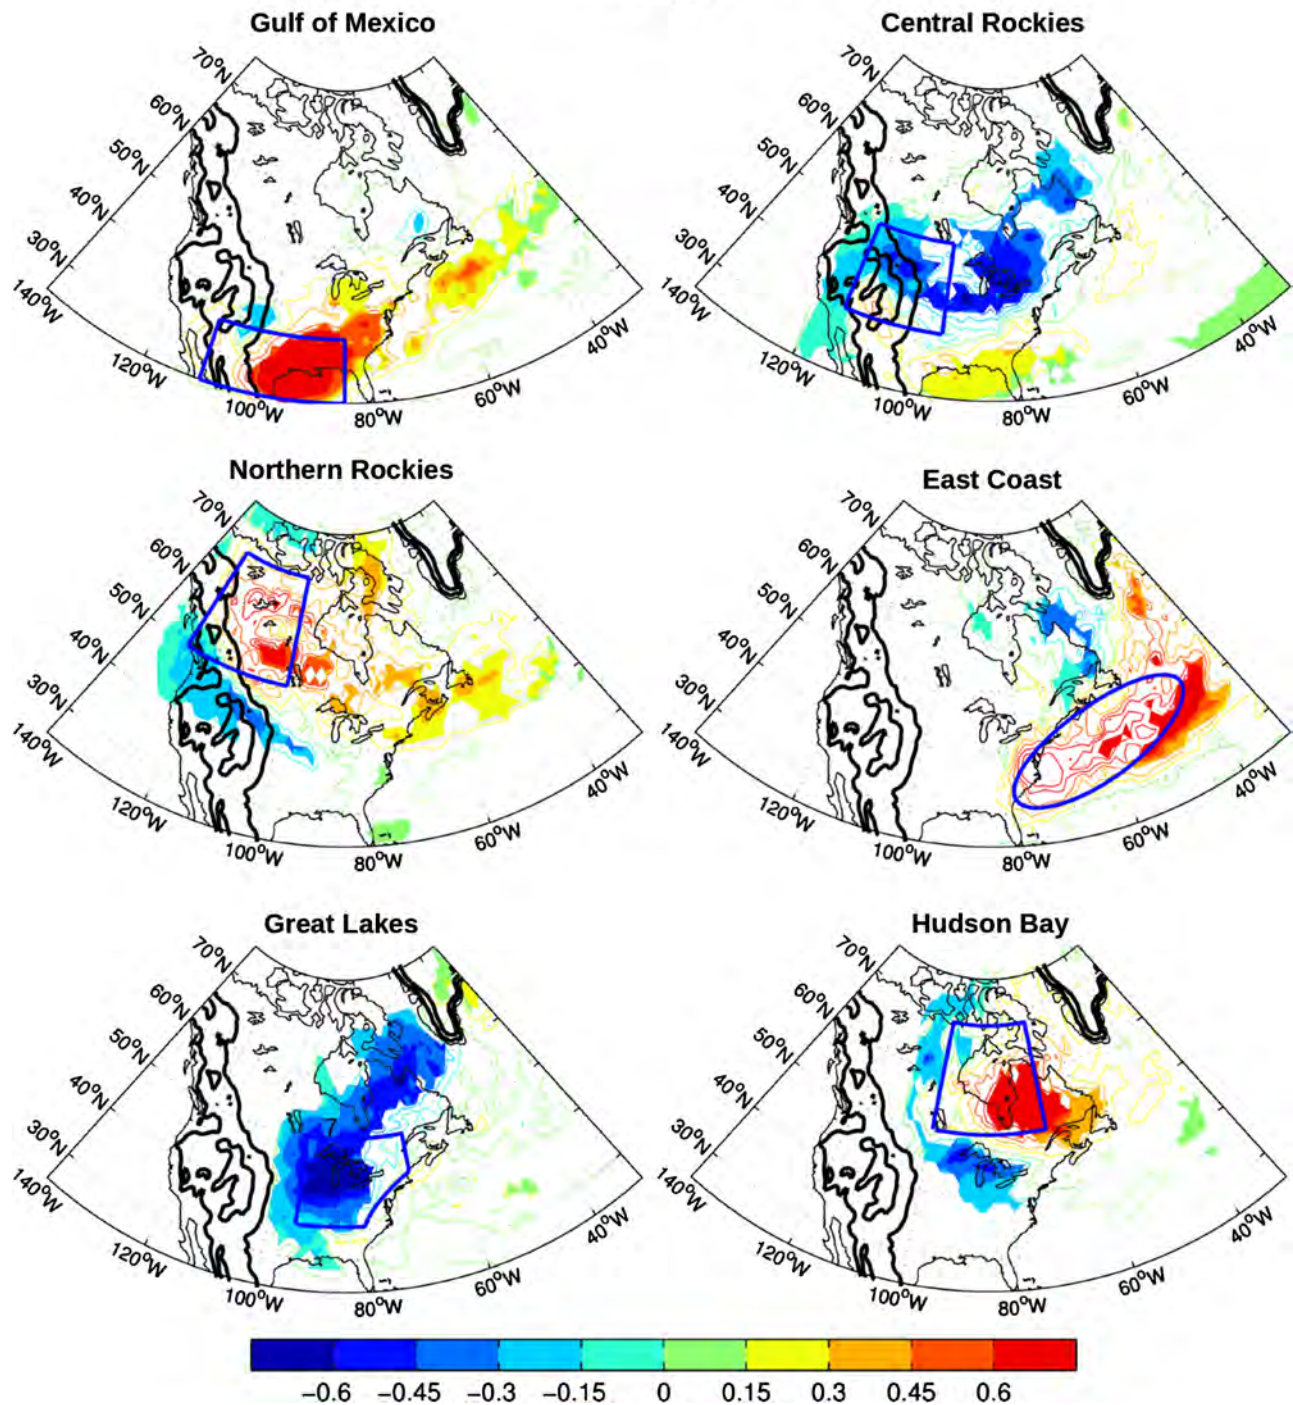 Gulf of Mexico
Central Rockies
70°N
60°N
50°N
40°N
30°N
140°W
120°W
100°W
80°W
60°W
40°W
70°N
60°N
50°N
40°N
30°N
140°W
120°W
100°W
80°W
60°W
40°W
Northern Rockies
East Coast
70°N
60°N
50°N
40°N
30°N
140°W
120°W
100°W
80°W
60°W
40°W
70°N
60°N
50°N
40°N
30°N
140°W
120°W
100°W
80°W
60°W
40°W
Great Lakes
Hudson Bay
70°N
60°N
50°N
40°N
30°N
140°W
120°W
100°W
80°W
60°W
40°W
70°N
60°N
50°N
40°N
30°N
140°W
120°W
100°W
80°W
60°W
40°W
−0.6 −0.45 −0.3 −0.15 0 0.15 0.3 0.45 0.6